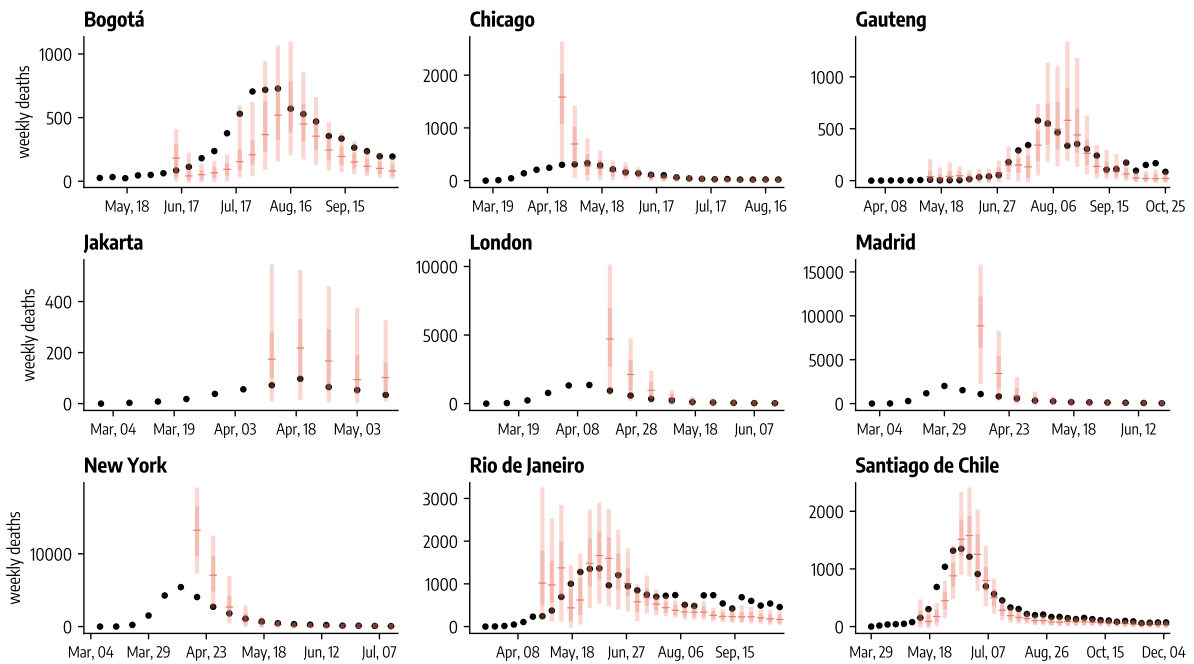 Bogotá Chicago Gauteng
weekly deaths
1000
500
0
2000
1000
0
1000
500
0
May, 18 Jun, 17 Jul, 17 Aug, 16 Sep, 15
Mar, 19 Apr, 18 May, 18 Jun, 17 Jul, 17 Aug, 16
Apr, 08 May, 18 Jun, 27 Aug, 06 Sep, 15 Oct, 25
Jakarta London Madrid
weekly deaths
400
200
0
10000
5000
0
15000
10000
5000
0
Mar, 04 Mar, 19 Apr, 03 Apr, 18 May, 03
Mar, 19 Apr, 08 Apr, 28 May, 18 Jun, 07
Mar, 04 Mar, 29 Apr, 23 May, 18 Jun, 12
New York Rio de Janeiro Santiago de Chile
weekly deaths
10000
0
3000
2000
1000
0
2000
1000
0
Mar, 04 Mar, 29 Apr, 23 May, 18 Jun, 12 Jul, 07
Apr, 08 May, 18 Jun, 27 Aug, 06 Sep, 15
Mar, 29 May, 18 Jul, 07 Aug, 26 Oct, 15 Dec, 04